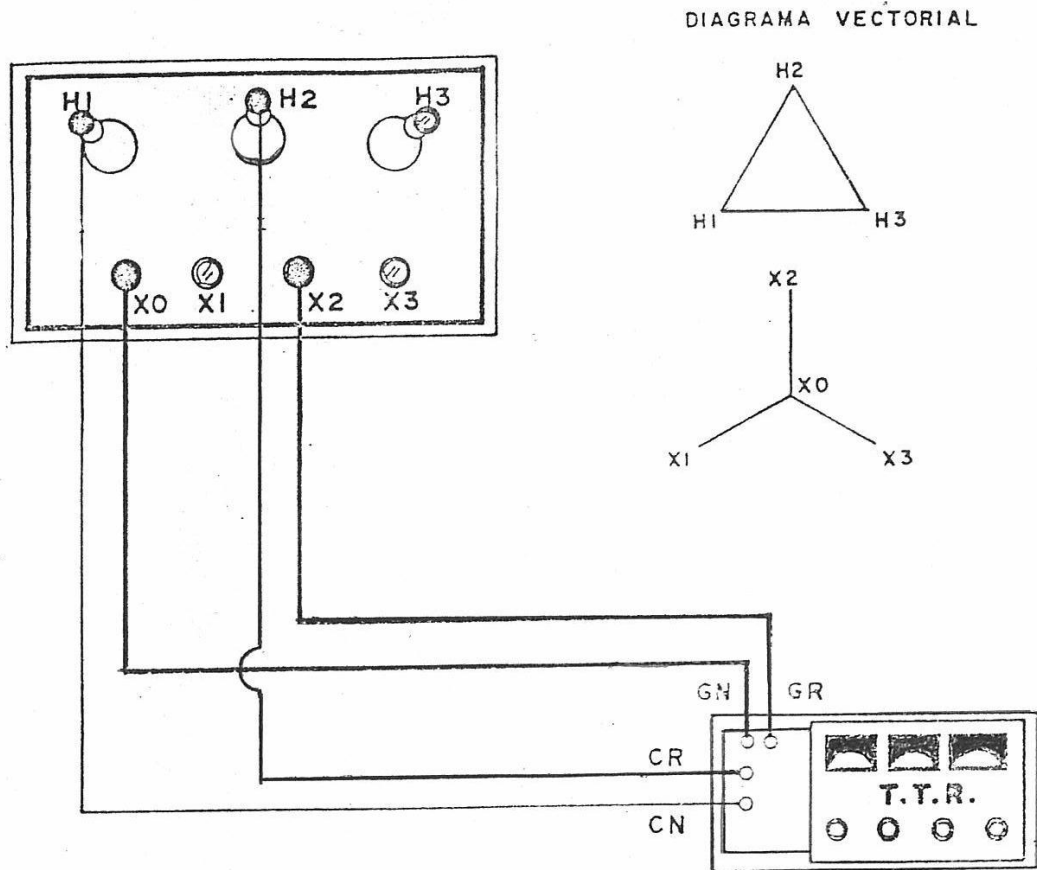 DIAGRAMA VECTORIAL
H1 H2 H3
X0 X1 X2 X3
H2
H1 H3
X2
X0
X1 X3
GN GR
CR
CN
T.T.R.